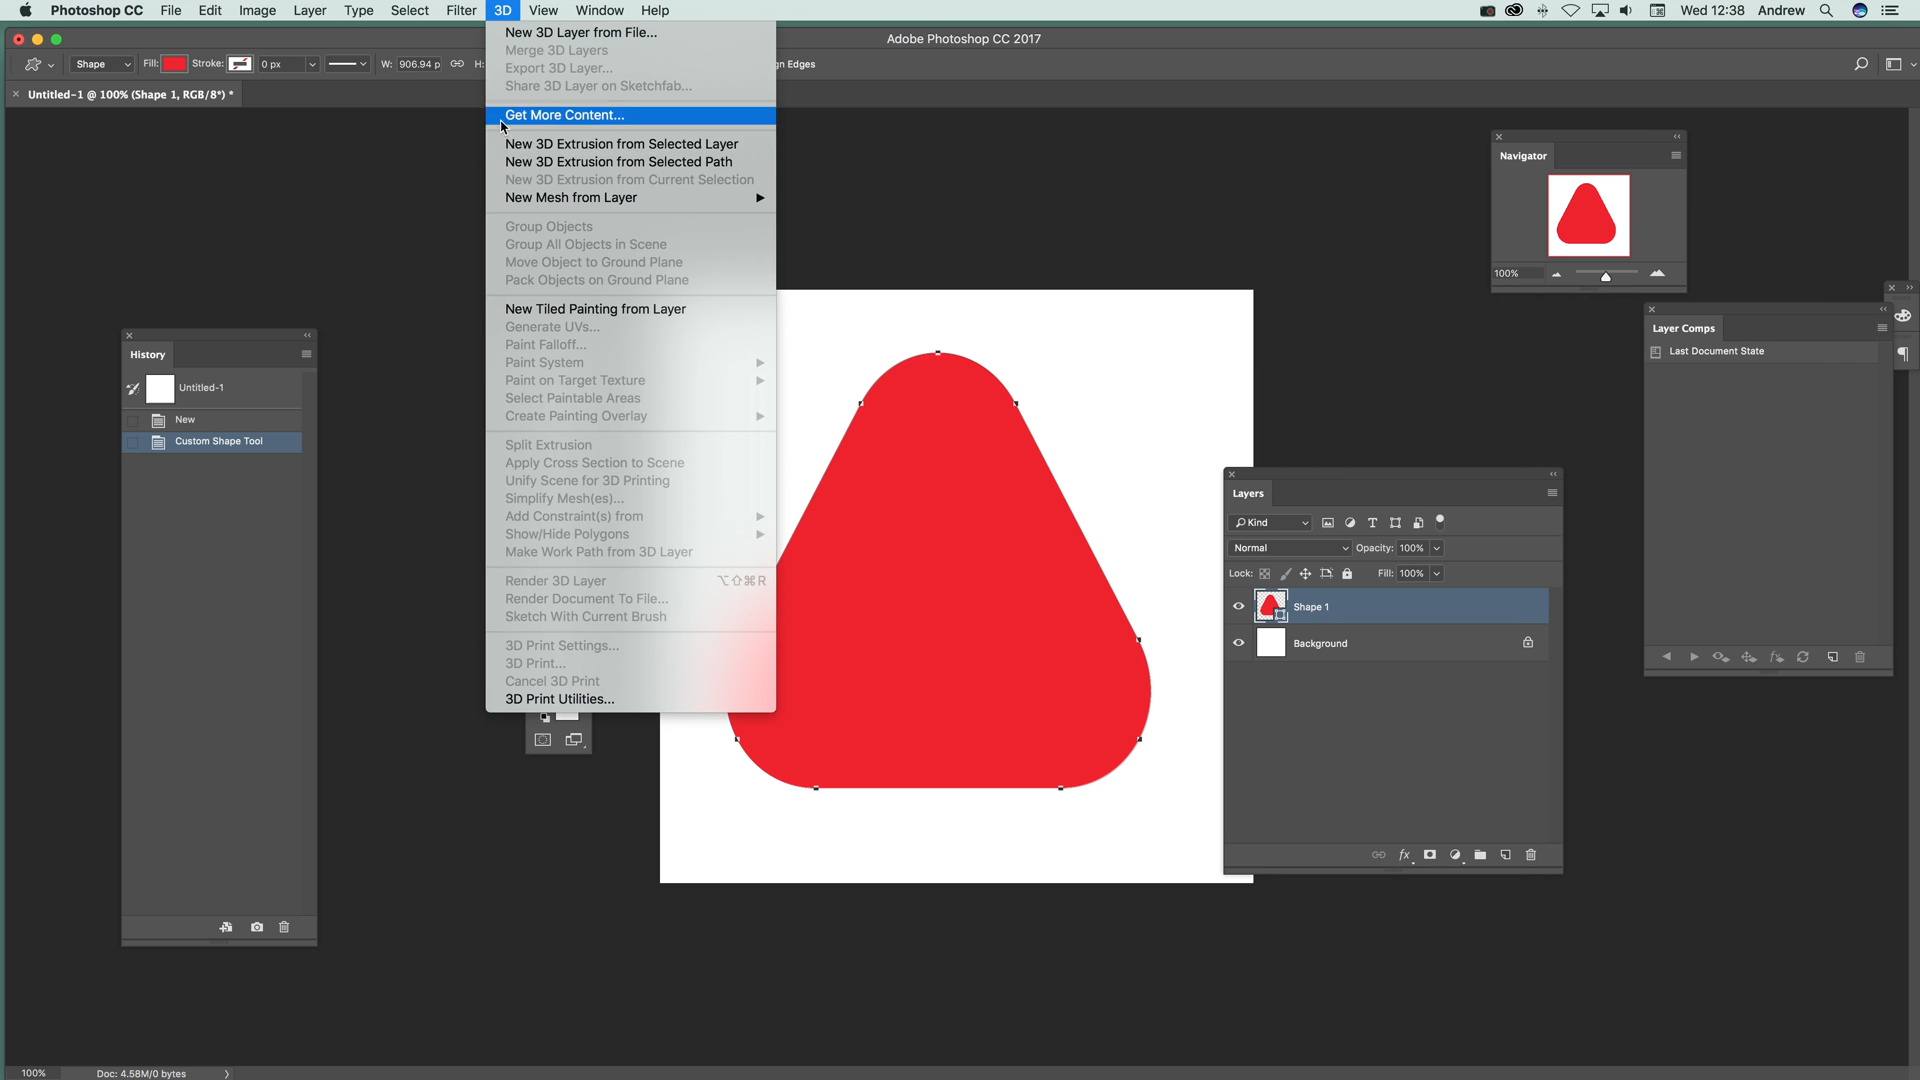 Photoshop CC File Edit Image Layer Type Select Filter 3D View Window Help Wed 12:38 Andrew
Adobe Photoshop CC 2017
Shape Fill: Stroke: 0 px W: 906.94 p H: gn Edges
Untitled-1 @ 100% (Shape 1, RGB/8*) *
New 3D Layer from File...
Merge 3D Layers
Export 3D Layer...
Share 3D Layer on Sketchfab...
Get More Content...
New 3D Extrusion from Selected Layer
New 3D Extrusion from Selected Path
New 3D Extrusion from Current Selection
New Mesh from Layer
Group Objects
Group All Objects in Scene
Move Object to Ground Plane
Pack Objects on Ground Plane
New Tiled Painting from Layer
Generate UVs...
Paint Falloff...
Paint System
Paint on Target Texture
Select Paintable Areas
Create Painting Overlay
Split Extrusion
Apply Cross Section to Scene
Unify Scene for 3D Printing
Simplify Mesh(es)...
Add Constraint(s) from
Show/Hide Polygons
Make Work Path from 3D Layer
Render 3D Layer ⌥⇧⌘R
Render Document To File...
Sketch With Current Brush
3D Print Settings...
3D Print...
Cancel 3D Print
3D Print Utilities...
History
Untitled-1
New
Custom Shape Tool
Navigator
100%
Layer Comps
Last Document State
Layers
Kind
Normal Opacity: 100%
Lock: Fill: 100%
Shape 1
Background
100% Doc: 4.58M/0 bytes